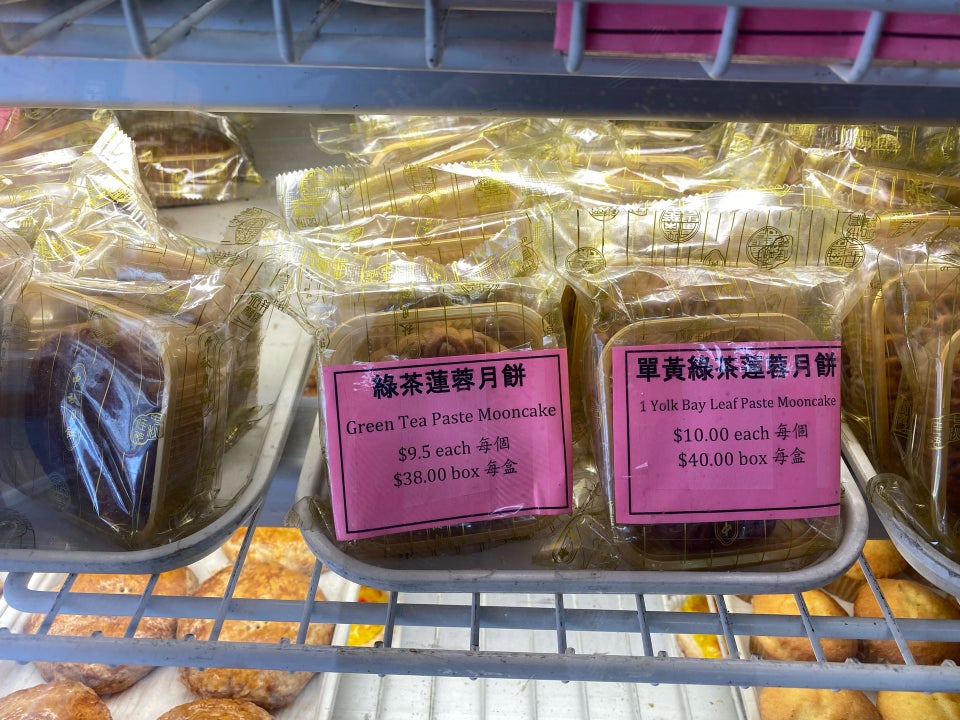 綠茶蓮蓉月餅
Green Tea Paste Mooncake
$9.5 each 每個
$38.00 box 每盒
單黃綠茶蓮蓉月餅
1 Yolk Bay Leaf Paste Mooncake
$10.00 each 每個
$40.00 box 每盒